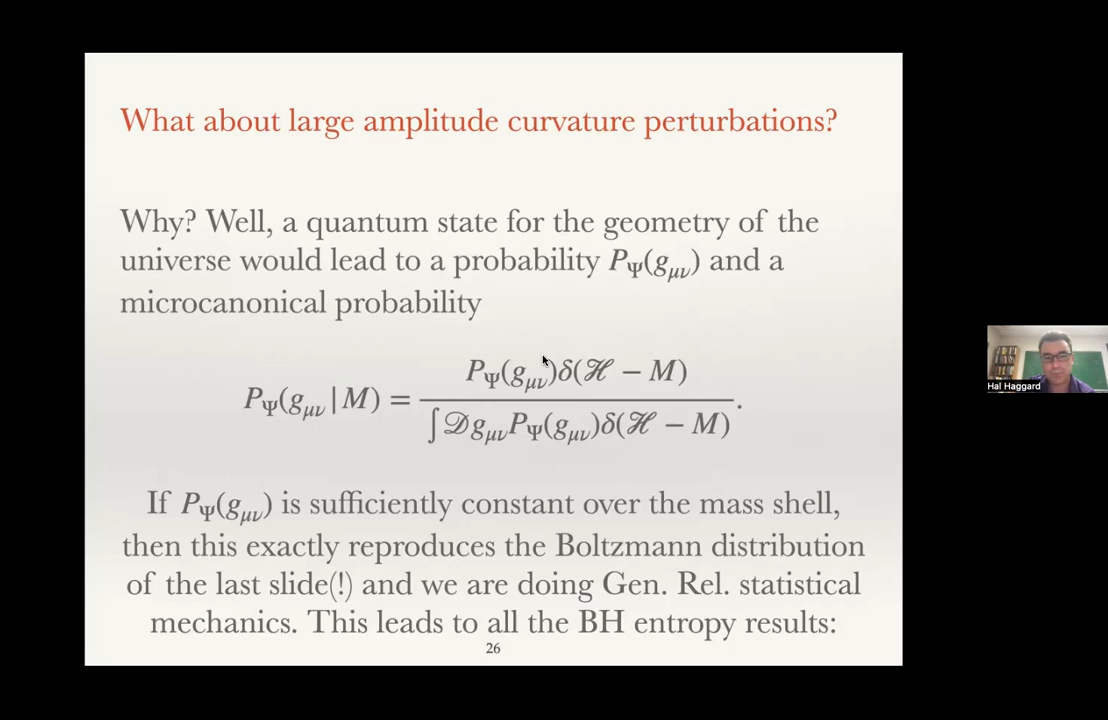 What about large amplitude curvature perturbations?
Why? Well, a quantum state for the geometry of the
universe would lead to a probability P_Ψ(g_μν) and a
microcanonical probability
P_Ψ(g_μν | M) = P_Ψ(g_μν)δ(ℋ − M) / ∫𝒟g_μν P_Ψ(g_μν)δ(ℋ − M) .
If P_Ψ(g_μν) is sufficiently constant over the mass shell,
then this exactly reproduces the Boltzmann distribution
of the last slide(!) and we are doing Gen. Rel. statistical
mechanics. This leads to all the BH entropy results:
26
Hal Haggard